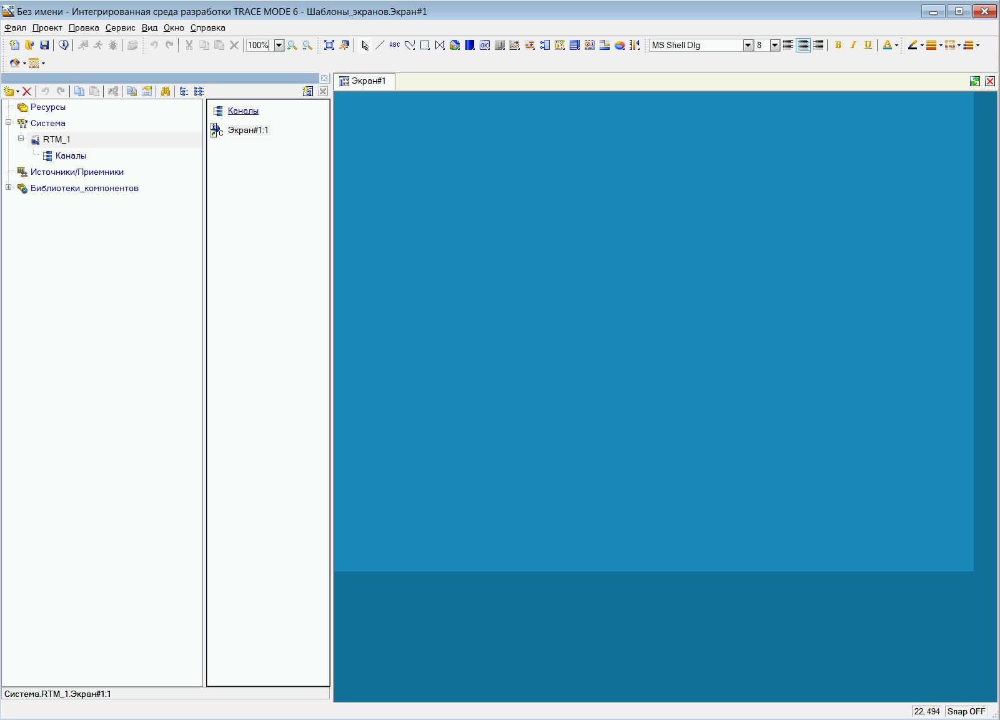 Без имени - Интегрированная среда разработки TRACE MODE 6 - Шаблоны_экранов.Экран#1
Файл Проект Правка Сервис Вид Окно Справка
100% ABC OK MS Shell Dlg 8 B I U A
Экран#1
Ресурсы
Система
RTM_1
Каналы
Источники/Приемники
Библиотеки_компонентов
Каналы
Экран#1:1
Система.RTM_1.Экран#1:1
22, 494 Snap OFF